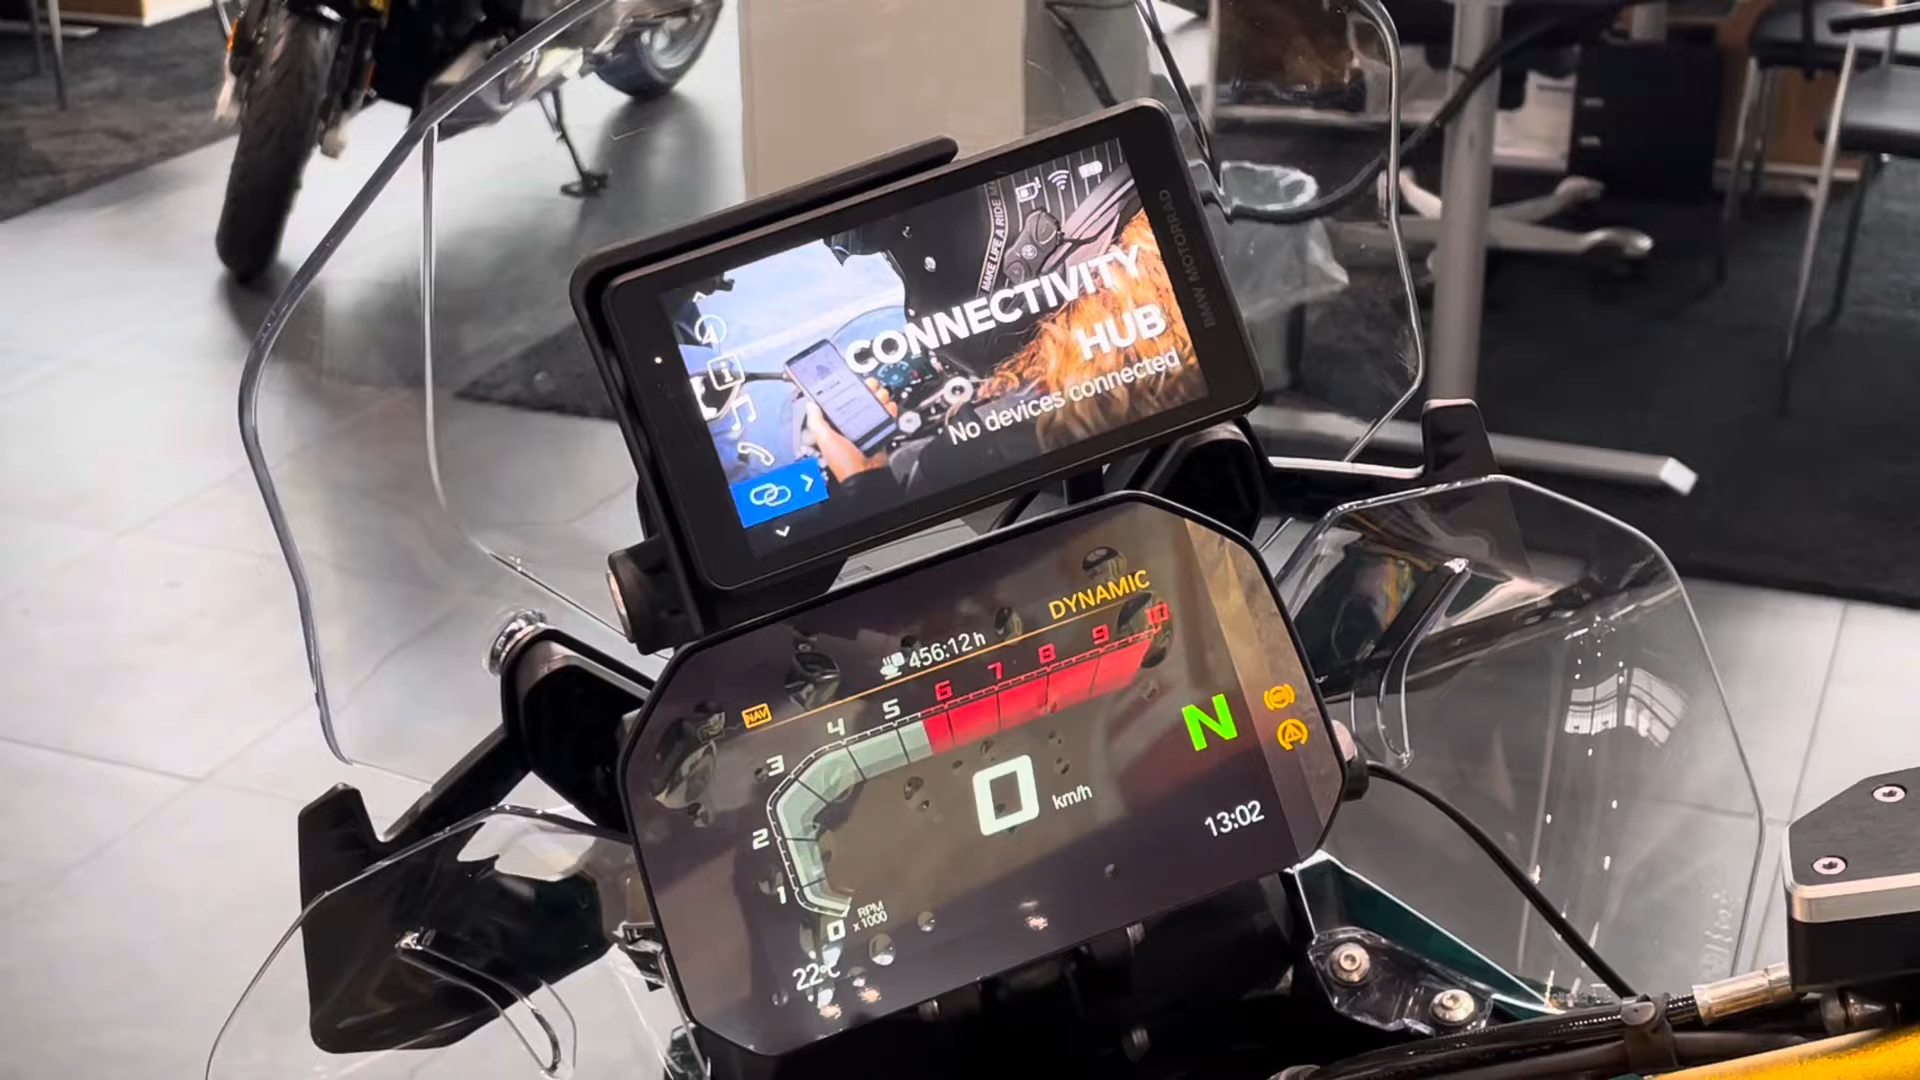 MAKE LIFE A RIDE
BMW MOTORRAD
CONNECTIVITY
HUB
No devices connected
DYNAMIC
456:12 h
NAV
0
1
2
3
4
5
6
7
8
9
10
N
0 km/h
13:02
RPM
x1000
22°C